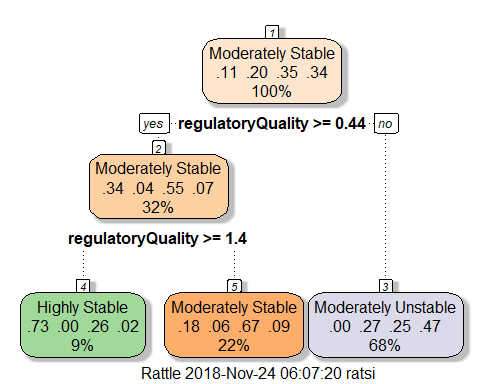 1
Moderately Stable
.11 .20 .35 .34
100%
yes regulatoryQuality >= 0.44 no
2
Moderately Stable
.34 .04 .55 .07
32%
regulatoryQuality >= 1.4
4 5 3
Highly Stable Moderately Stable Moderately Unstable
.73 .00 .26 .02 .18 .06 .67 .09 .00 .27 .25 .47
9% 22% 68%
Rattle 2018-Nov-24 06:07:20 ratsi